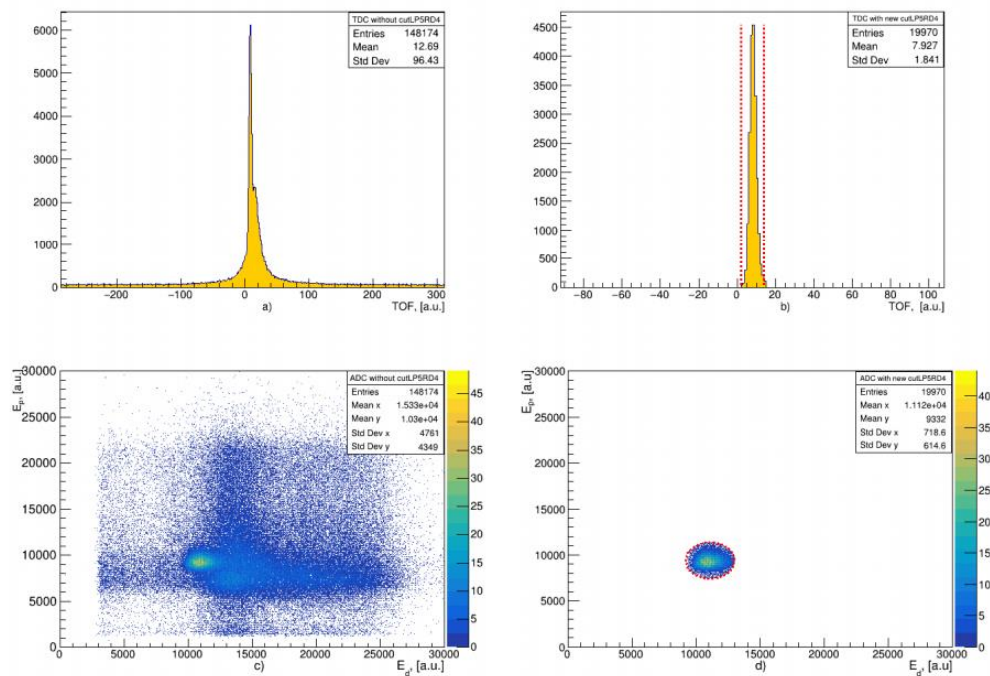 TDC without cutLP5RD4
Entries 148174
Mean 12.69
Std Dev 96.43
6000
5000
4000
3000
2000
1000
0
−200 −100 0 100 200 300
TOF, [a.u.]
a)
TDC with new cutLP5RD4
Entries 19970
Mean 7.927
Std Dev 1.841
4500
4000
3500
3000
2500
2000
1500
1000
500
0
−80 −60 −40 −20 0 20 40 60 80 100
TOF, [a.u.]
b)
E_p, [a.u.]
ADC without cutLP5RD4
Entries 148174
Mean x 1.533e+04
Mean y 1.03e+04
Std Dev x 4761
Std Dev y 4349
30000
25000
20000
15000
10000
5000
0
0 5000 10000 15000 20000 25000 30000
c)
E_d, [a.u.]
45
40
35
30
25
20
15
10
5
0
E_p, [a.u]
ADC with new cutLP5RD4
Entries 19970
Mean x 1.112e+04
Mean y 9332
Std Dev x 718.6
Std Dev y 614.6
30000
25000
20000
15000
10000
5000
0
0 5000 10000 15000 20000 25000 30000
d)
E_d, [a.u]
40
35
30
25
20
15
10
5
0